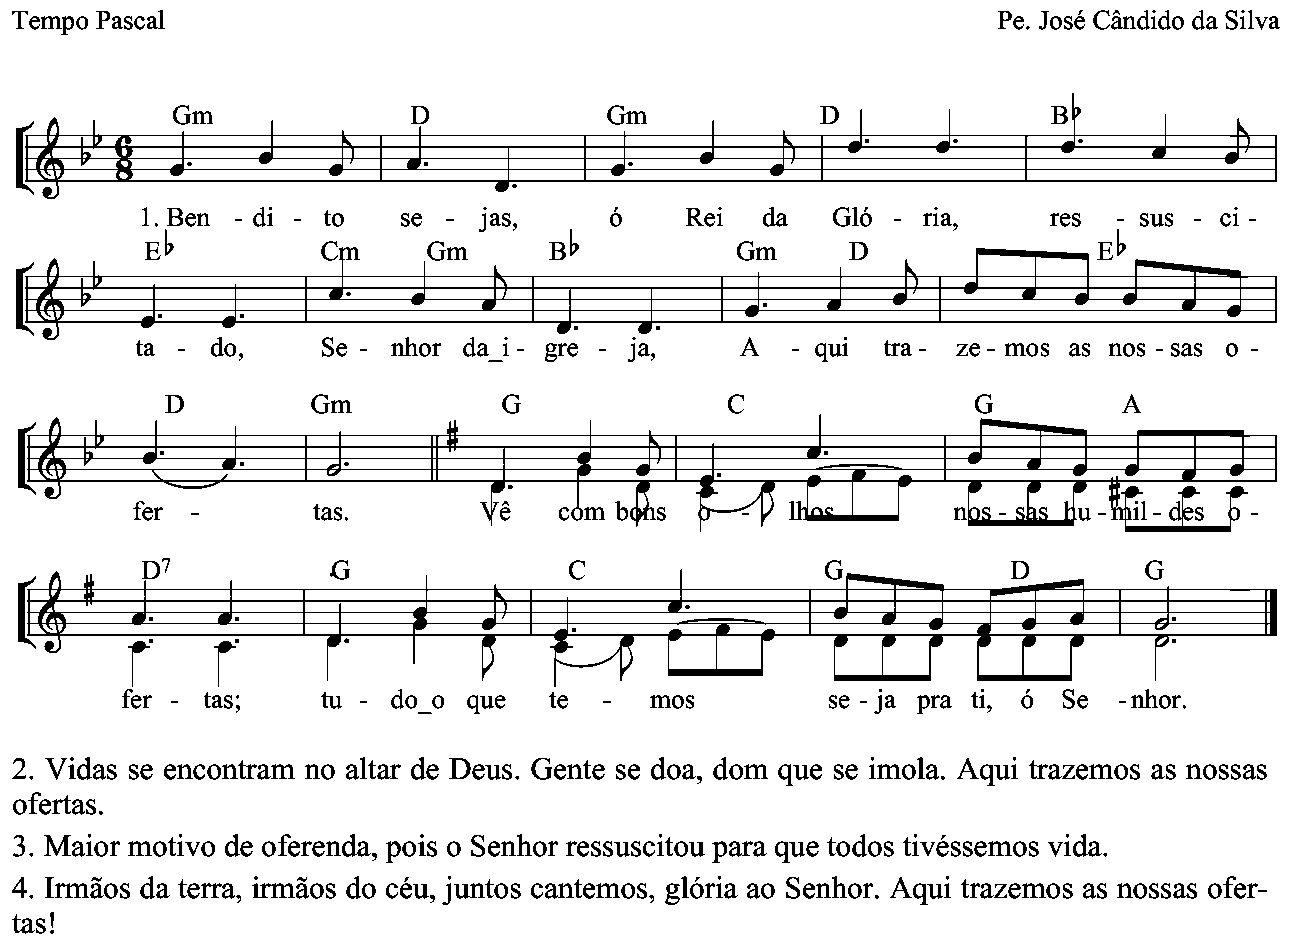 Tempo Pascal Pe. José Cândido da Silva
Gm D Gm D B♭
6
8
1. Ben - di - to se - jas, ó Rei da Gló - ria, res - sus - ci -
E♭ Cm Gm B♭ Gm D E♭
ta - do, Se - nhor da_i - gre - ja, A - qui tra - ze - mos as nos - sas o -
D Gm G C G A
fer - tas. Vê com bons o - lhos nos - sas hu - mil - des o -
D7 G C G D G
fer - tas; tu - do_o que te - mos se - ja pra ti, ó Se - nhor.
2. Vidas se encontram no altar de Deus. Gente se doa, dom que se imola. Aqui trazemos as nossas
ofertas.
3. Maior motivo de oferenda, pois o Senhor ressuscitou para que todos tivéssemos vida.
4. Irmãos da terra, irmãos do céu, juntos cantemos, glória ao Senhor. Aqui trazemos as nossas ofer-
tas!